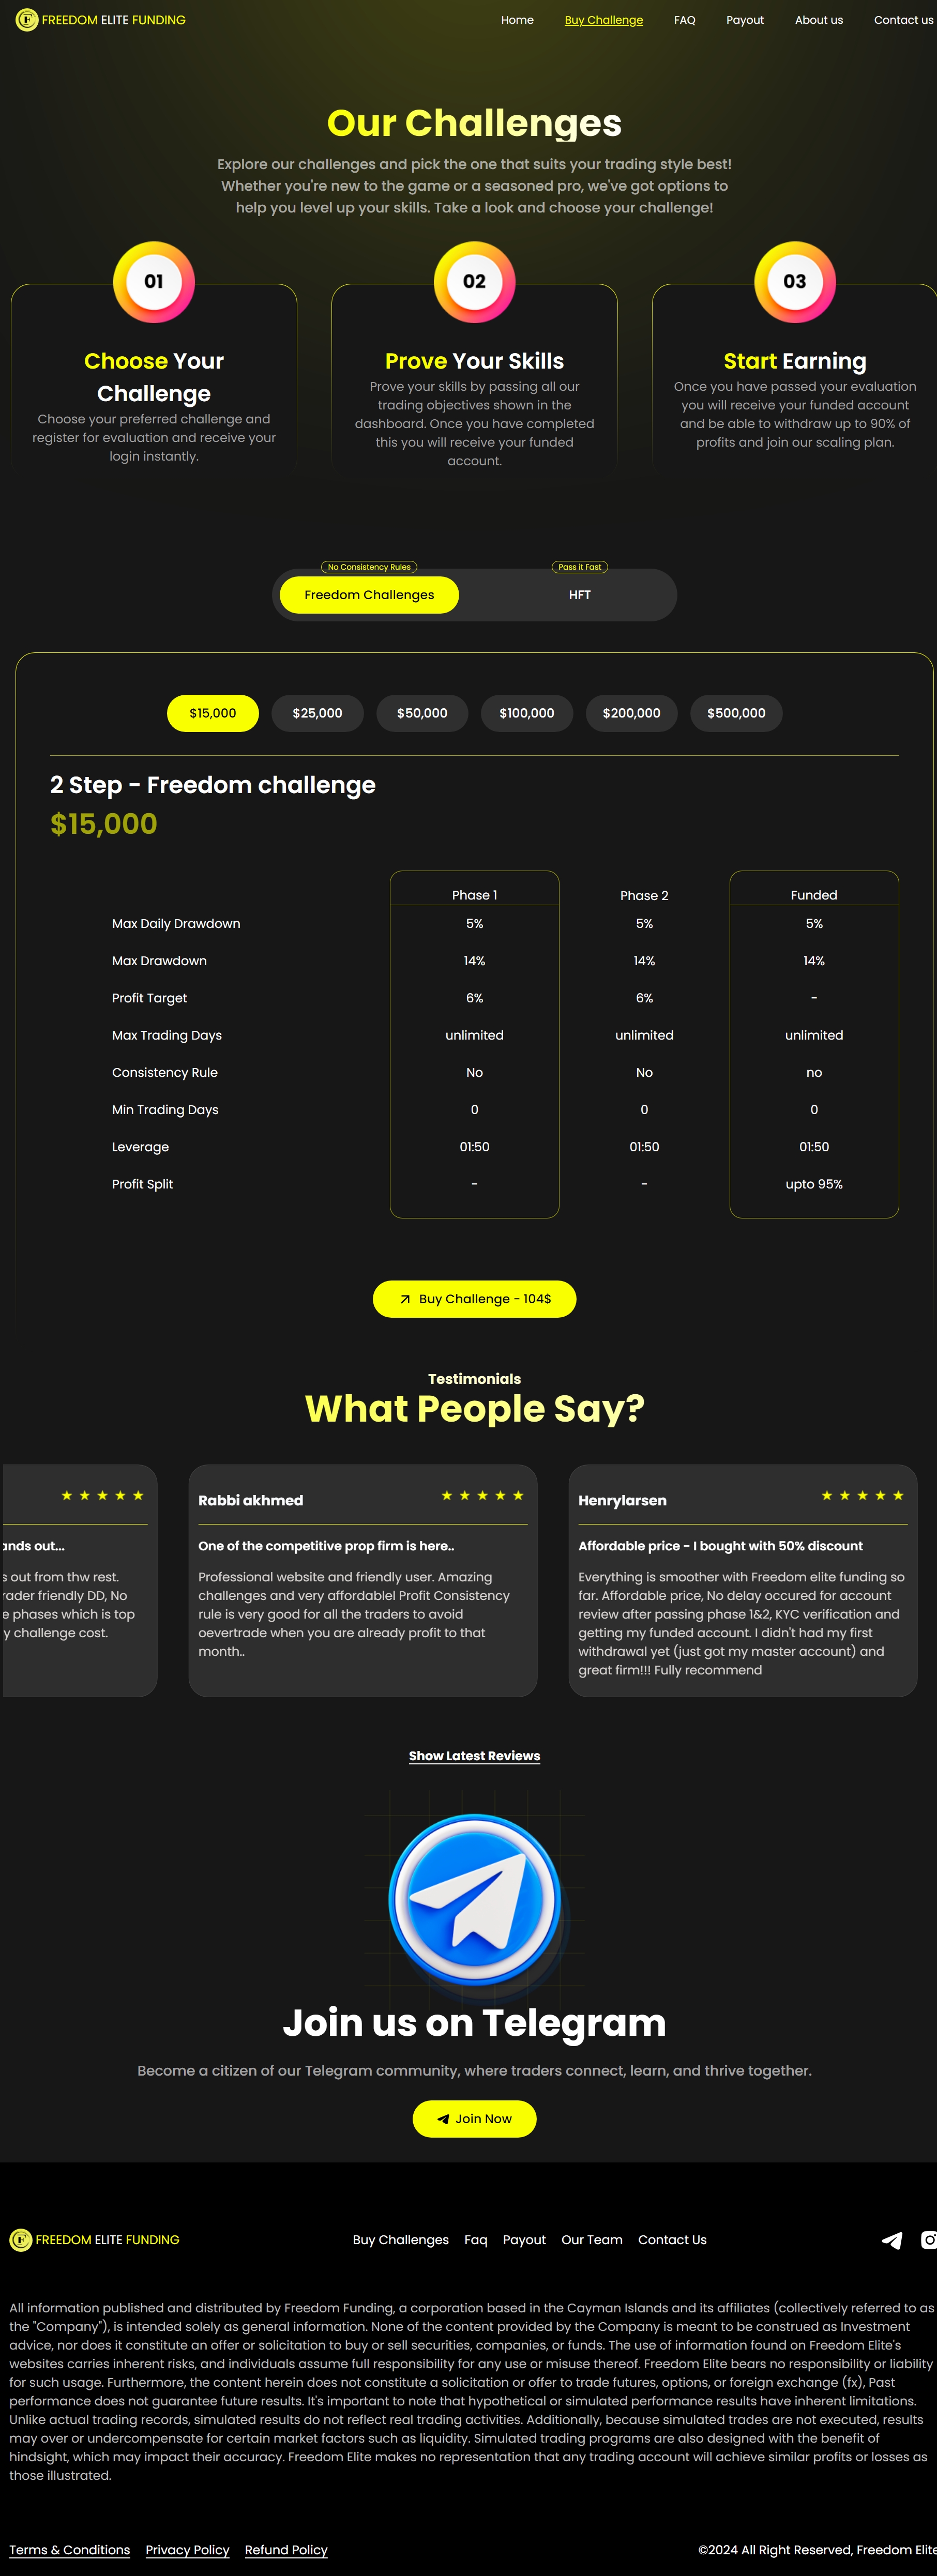 FREEDOM ELITE FUNDING
Home Buy Challenge FAQ Payout About us Contact us
Our Challenges
Explore our challenges and pick the one that suits your trading style best!
Whether you're new to the game or a seasoned pro, we've got options to
help you level up your skills. Take a look and choose your challenge!
01
Choose Your
Challenge
Choose your preferred challenge and
register for evaluation and receive your
login instantly.
02
Prove Your Skills
Prove your skills by passing all our
trading objectives shown in the
dashboard. Once you have completed
this you will receive your funded
account.
03
Start Earning
Once you have passed your evaluation
you will receive your funded account
and be able to withdraw up to 90% of
profits and join our scaling plan.
No Consistency Rules
Freedom Challenges
Pass it Fast
HFT
$15,000 $25,000 $50,000 $100,000 $200,000 $500,000
2 Step - Freedom challenge
$15,000
Phase 1 Phase 2 Funded
Max Daily Drawdown 5% 5% 5%
Max Drawdown 14% 14% 14%
Profit Target 6% 6% -
Max Trading Days unlimited unlimited unlimited
Consistency Rule No No no
Min Trading Days 0 0 0
Leverage 01:50 01:50 01:50
Profit Split - - upto 95%
Buy Challenge - 104$
Testimonials
What People Say?
ands out...
s out from thw rest.
rader friendly DD, No
e phases which is top
y challenge cost.
Rabbi akhmed
One of the competitive prop firm is here..
Professional website and friendly user. Amazing
challenges and very affordablel Profit Consistency
rule is very good for all the traders to avoid
oevertrade when you are already profit to that
month..
Henrylarsen
Affordable price - I bought with 50% discount
Everything is smoother with Freedom elite funding so
far. Affordable price, No delay occured for account
review after passing phase 1&2, KYC verification and
getting my funded account. I didn't had my first
withdrawal yet (just got my master account) and
great firm!!! Fully recommend
Show Latest Reviews
Join us on Telegram
Become a citizen of our Telegram community, where traders connect, learn, and thrive together.
Join Now
FREEDOM ELITE FUNDING
Buy Challenges Faq Payout Our Team Contact Us
All information published and distributed by Freedom Funding, a corporation based in the Cayman Islands and its affiliates (collectively referred to as
the "Company"), is intended solely as general information. None of the content provided by the Company is meant to be construed as Investment
advice, nor does it constitute an offer or solicitation to buy or sell securities, companies, or funds. The use of information found on Freedom Elite's
websites carries inherent risks, and individuals assume full responsibility for any use or misuse thereof. Freedom Elite bears no responsibility or liability
for such usage. Furthermore, the content herein does not constitute a solicitation or offer to trade futures, options, or foreign exchange (fx), Past
performance does not guarantee future results. It's important to note that hypothetical or simulated performance results have inherent limitations.
Unlike actual trading records, simulated results do not reflect real trading activities. Additionally, because simulated trades are not executed, results
may over or undercompensate for certain market factors such as liquidity. Simulated trading programs are also designed with the benefit of
hindsight, which may impact their accuracy. Freedom Elite makes no representation that any trading account will achieve similar profits or losses as
those illustrated.
Terms & Conditions Privacy Policy Refund Policy
©2024 All Right Reserved, Freedom Elite